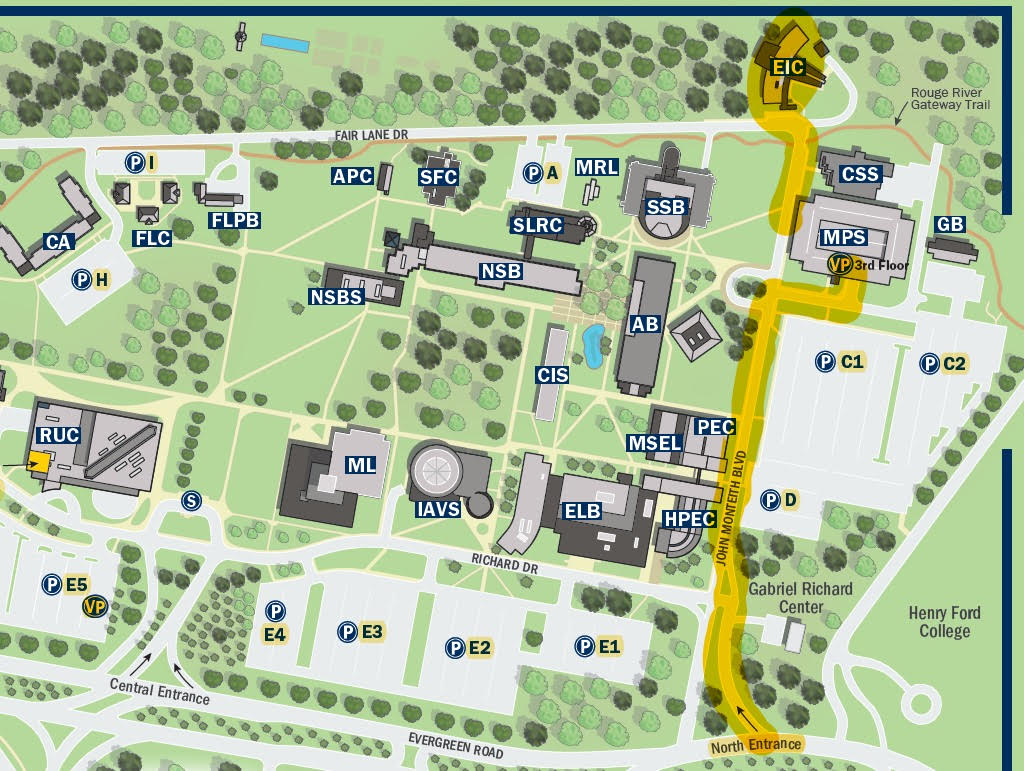 EIC
Rouge River
Gateway Trail
FAIR LANE DR
P I
APC
SFC
P A
MRL
CSS
FLPB
FLC
SSB
CA
SLRC
MPS
GB
P H
NSB
VP 3rd Floor
NSBS
AB
CIS
P C1
P C2
RUC
PEC
MSEL
ML
JOHN MONTEITH BLVD
S
IAVS
ELB
HPEC
P D
RICHARD DR
P E5
VP
Gabriel Richard
Center
Henry Ford
College
P
E4
P E3
P E2
P E1
Central Entrance
EVERGREEN ROAD
North Entrance